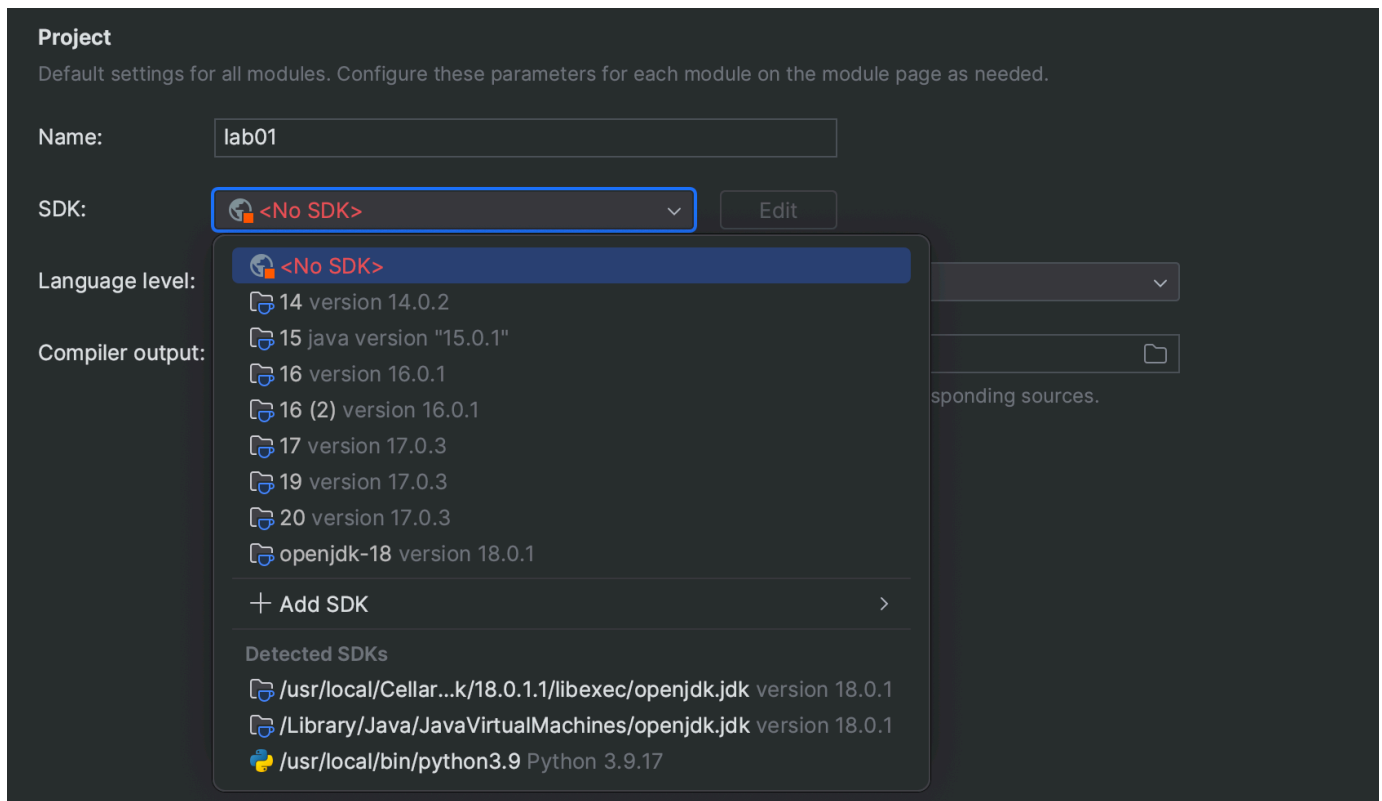 Project
Default settings for all modules. Configure these parameters for each module on the module page as needed.
Name: lab01
SDK: <No SDK> Edit
<No SDK>
Language level:
14 version 14.0.2
15 java version "15.0.1"
Compiler output:
16 version 16.0.1
16 (2) version 16.0.1
sponding sources.
17 version 17.0.3
19 version 17.0.3
20 version 17.0.3
openjdk-18 version 18.0.1
Add SDK
Detected SDKs
/usr/local/Cellar...k/18.0.1.1/libexec/openjdk.jdk version 18.0.1
/Library/Java/JavaVirtualMachines/openjdk.jdk version 18.0.1
/usr/local/bin/python3.9 Python 3.9.17